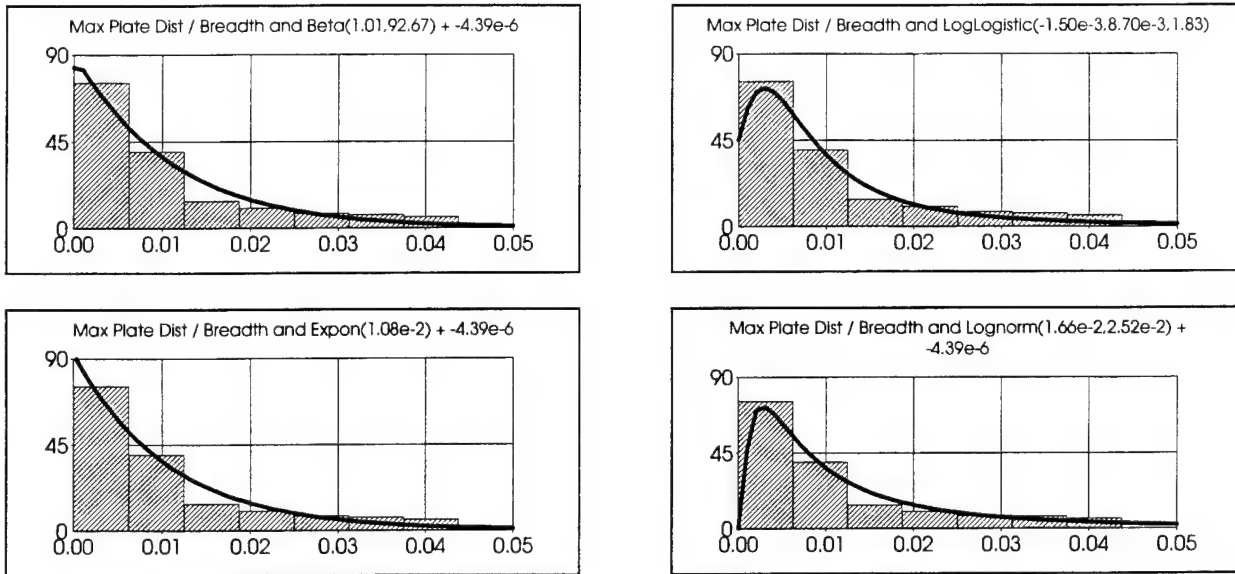 Max Plate Dist / Breadth and Beta(1.01,92.67) + -4.39e-6
90
45
0
0.00 0.01 0.02 0.03 0.04 0.05
Max Plate Dist / Breadth and LogLogistic(-1.50e-3,8.70e-3,1.83)
90
45
0
0.00 0.01 0.02 0.03 0.04 0.05
Max Plate Dist / Breadth and Expon(1.08e-2) + -4.39e-6
90
45
0
0.00 0.01 0.02 0.03 0.04 0.05
Max Plate Dist / Breadth and Lognorm(1.66e-2,2.52e-2) +
-4.39e-6
90
45
0
0.00 0.01 0.02 0.03 0.04 0.05